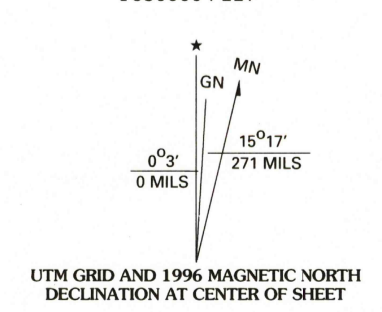 MN
GN
15°17′
271 MILS
0°3′
0 MILS
UTM GRID AND 1996 MAGNETIC NORTH
DECLINATION AT CENTER OF SHEET